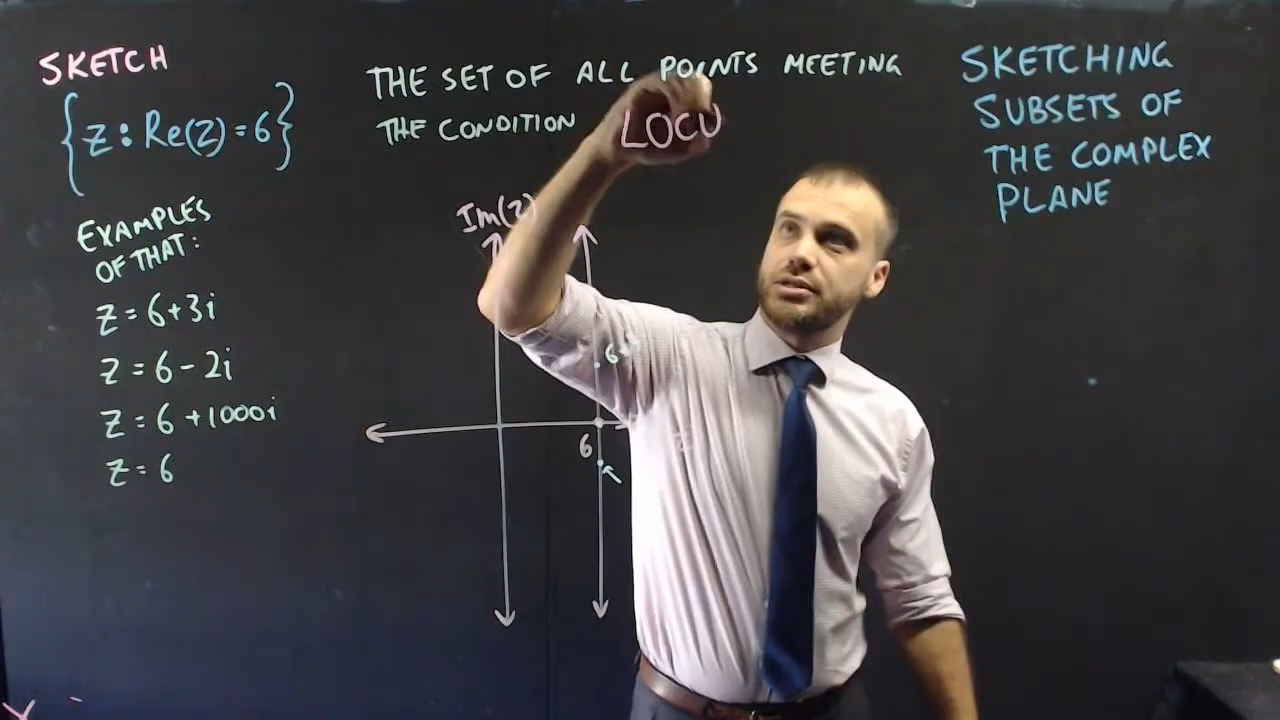 SKETCH
{z : Re(z) = 6}
EXAMPLES
OF THAT:
z = 6 + 3i
z = 6 - 2i
z = 6 + 1000i
z = 6
THE SET OF ALL POINTS MEETING
THE CONDITION LOCU
Im(z)
6
SKETCHING
SUBSETS OF
THE COMPLEX
PLANE